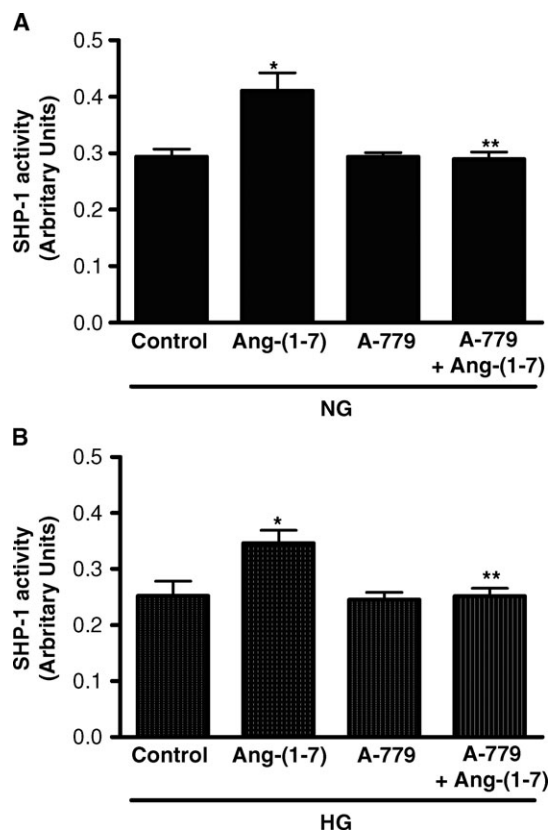 A
SHP-1 activity
(Arbritary Units)
0.5
0.4
0.3
0.2
0.1
0.0
*
**
Control Ang-(1-7) A-779 A-779
+ Ang-(1-7)
NG
B
SHP-1 activity
(Arbritary Units)
0.5
0.4
0.3
0.2
0.1
0.0
*
**
Control Ang-(1-7) A-779 A-779
+ Ang-(1-7)
HG